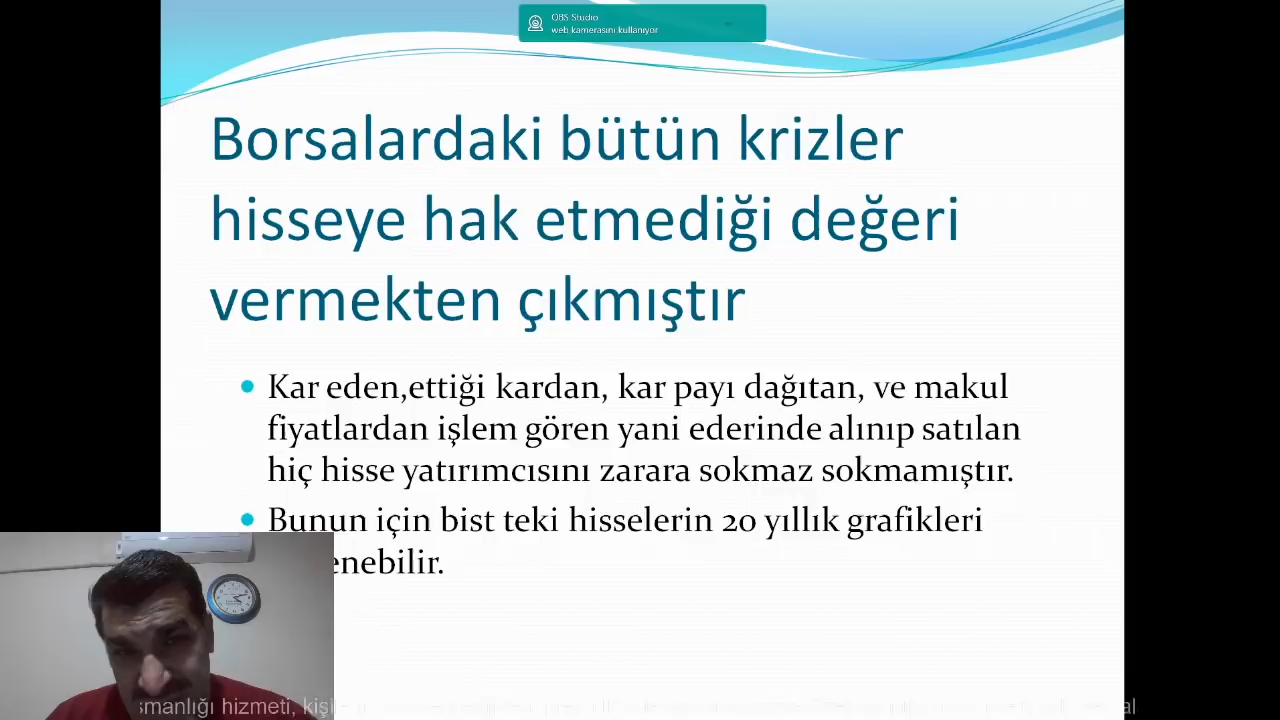 OBS Studio
web kamerasını kullanıyor
Borsalardaki bütün krizler
hisseye hak etmediği değeri
vermekten çıkmıştır
• Kar eden,ettiği kardan, kar payı dağıtan, ve makul
fiyatlardan işlem gören yani ederinde alınıp satılan
hiç hisse yatırımcısını zarara sokmaz sokmamıştır.
• Bunun için bist teki hisselerin 20 yıllık grafikleri
enebilir.
smanlığı hizmeti,